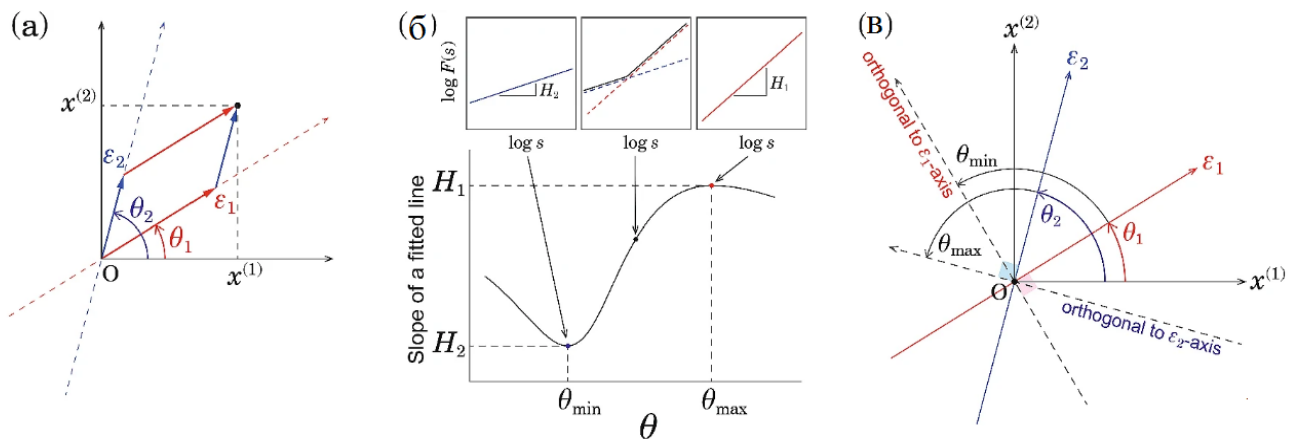 (а)
x⁽²⁾
ε₂
θ₂
ε₁
θ₁
O
x⁽¹⁾
(б)
log F(s)
H₂
H₁
log s
log s
log s
Slope of a fitted line
H₁
H₂
θmin
θmax
θ
(в)
x⁽²⁾
ε₂
orthogonal to ε₁-axis
θmin
ε₁
θ₂
θ₁
θmax
O
x⁽¹⁾
orthogonal to ε₂-axis